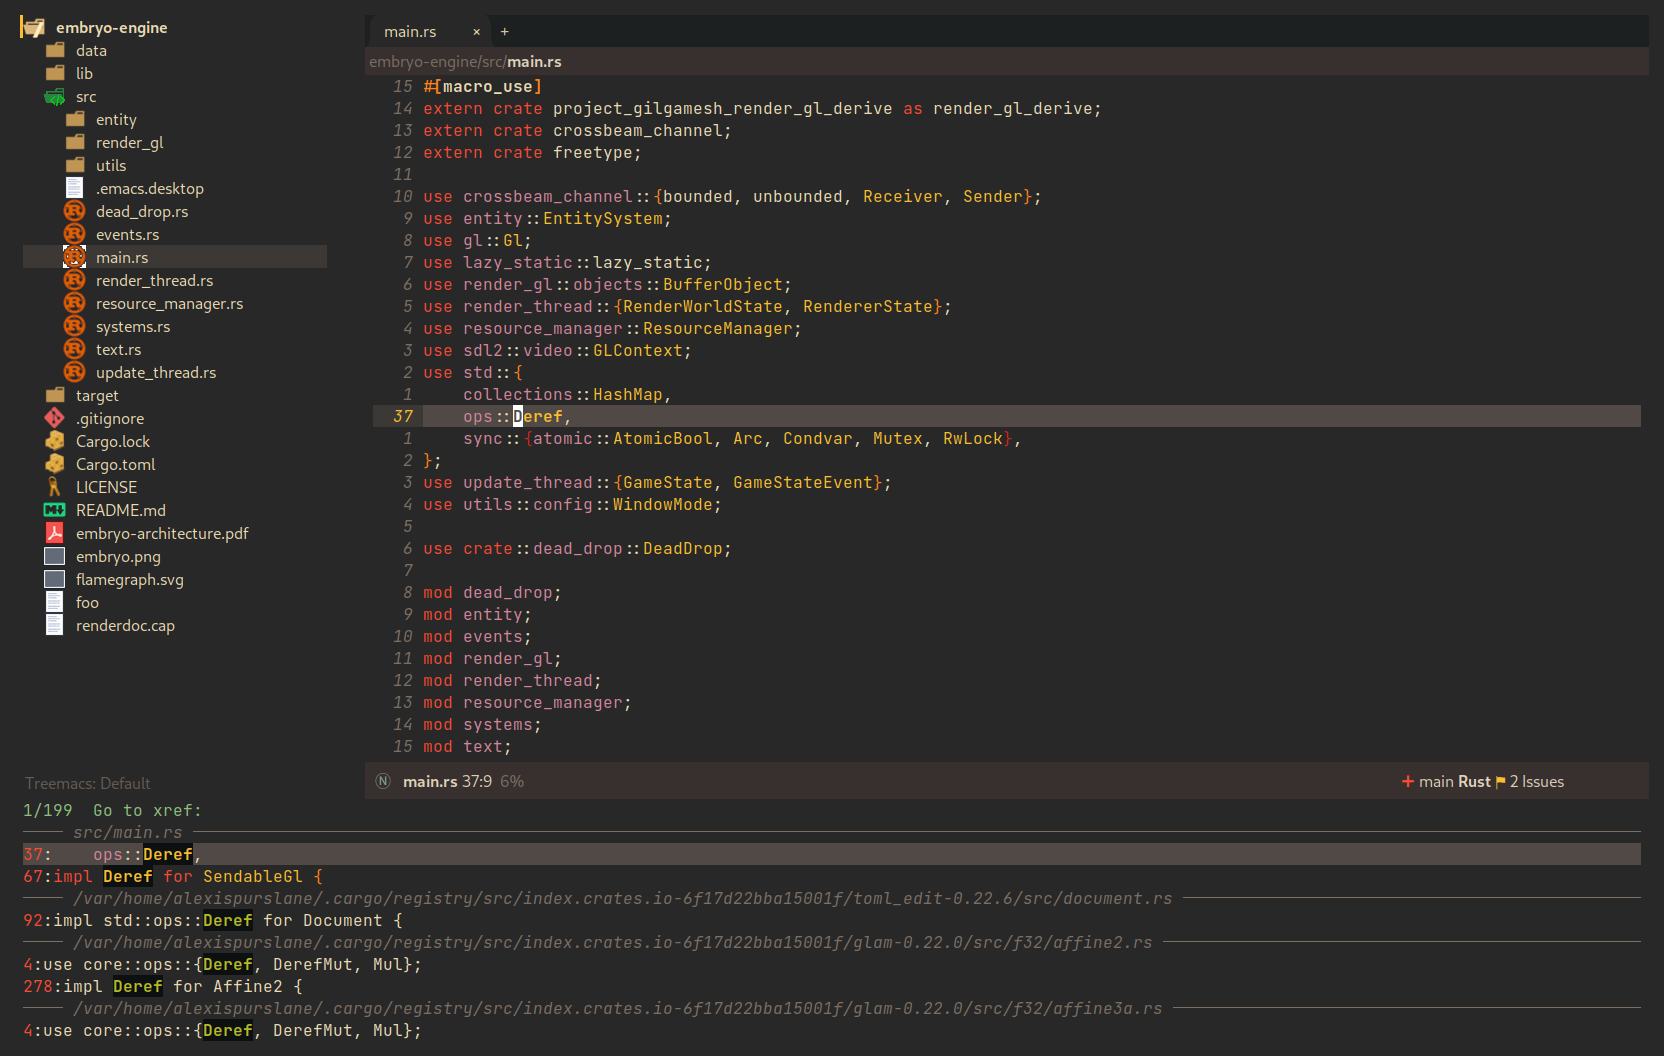 embryo-engine
data
lib
src
entity
render_gl
utils
.emacs.desktop
dead_drop.rs
events.rs
main.rs
render_thread.rs
resource_manager.rs
systems.rs
text.rs
update_thread.rs
target
.gitignore
Cargo.lock
Cargo.toml
LICENSE
README.md
embryo-architecture.pdf
embryo.png
flamegraph.svg
foo
renderdoc.cap
Treemacs: Default
main.rs × +
embryo-engine/src/main.rs
15 #[macro_use]
14 extern crate project_gilgamesh_render_gl_derive as render_gl_derive;
13 extern crate crossbeam_channel;
12 extern crate freetype;
11
10 use crossbeam_channel::{bounded, unbounded, Receiver, Sender};
9 use entity::EntitySystem;
8 use gl::Gl;
7 use lazy_static::lazy_static;
6 use render_gl::objects::BufferObject;
5 use render_thread::{RenderWorldState, RendererState};
4 use resource_manager::ResourceManager;
3 use sdl2::video::GLContext;
2 use std::{
1     collections::HashMap,
37     ops::Deref,
1     sync::{atomic::AtomicBool, Arc, Condvar, Mutex, RwLock},
2 };
3 use update_thread::{GameState, GameStateEvent};
4 use utils::config::WindowMode;
5
6 use crate::dead_drop::DeadDrop;
7
8 mod dead_drop;
9 mod entity;
10 mod events;
11 mod render_gl;
12 mod render_thread;
13 mod resource_manager;
14 mod systems;
15 mod text;
N main.rs 37:9 6% + main Rust 2 Issues
1/199 Go to xref:
src/main.rs
37:    ops::Deref,
67:impl Deref for SendableGl {
/var/home/alexispurslane/.cargo/registry/src/index.crates.io-6f17d22bba15001f/toml_edit-0.22.6/src/document.rs
92:impl std::ops::Deref for Document {
/var/home/alexispurslane/.cargo/registry/src/index.crates.io-6f17d22bba15001f/glam-0.22.0/src/f32/affine2.rs
4:use core::ops::{Deref, DerefMut, Mul};
278:impl Deref for Affine2 {
/var/home/alexispurslane/.cargo/registry/src/index.crates.io-6f17d22bba15001f/glam-0.22.0/src/f32/affine3a.rs
4:use core::ops::{Deref, DerefMut, Mul};